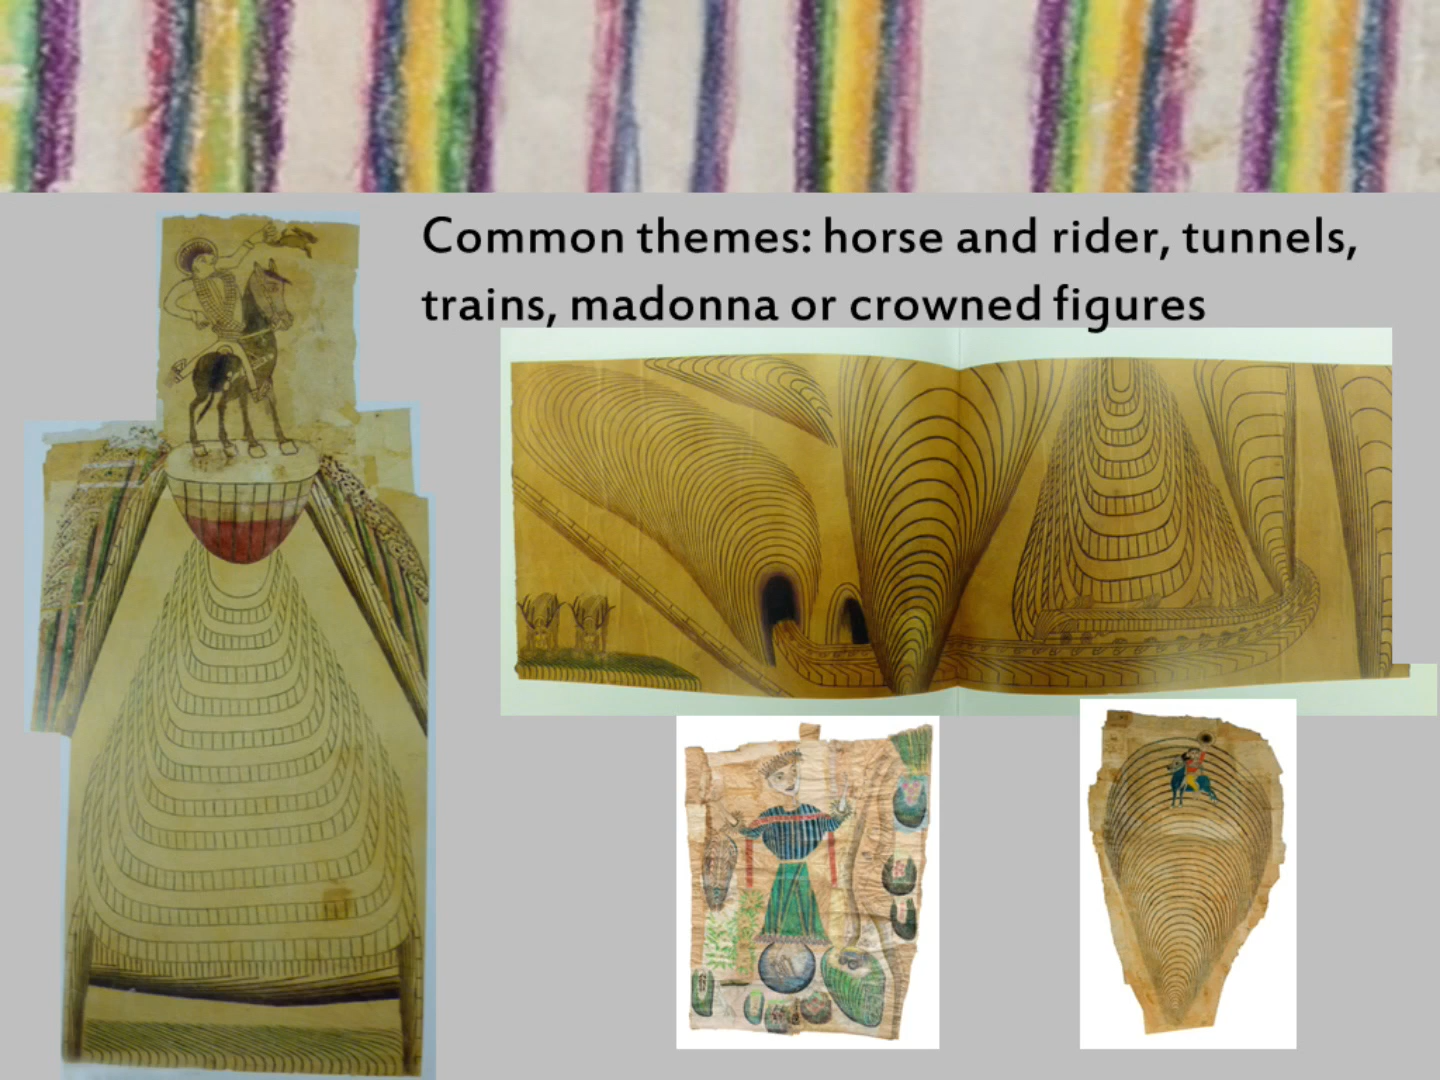 Common themes: horse and rider, tunnels,
trains, madonna or crowned figures